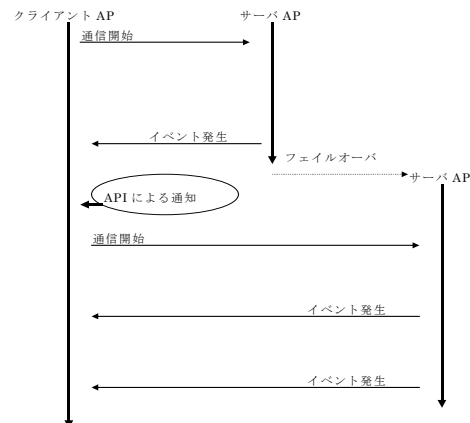 クライアント AP
サーバ AP
通信開始
イベント発生
フェイルオーバ
サーバ AP
API による通知
通信開始
イベント発生
イベント発生